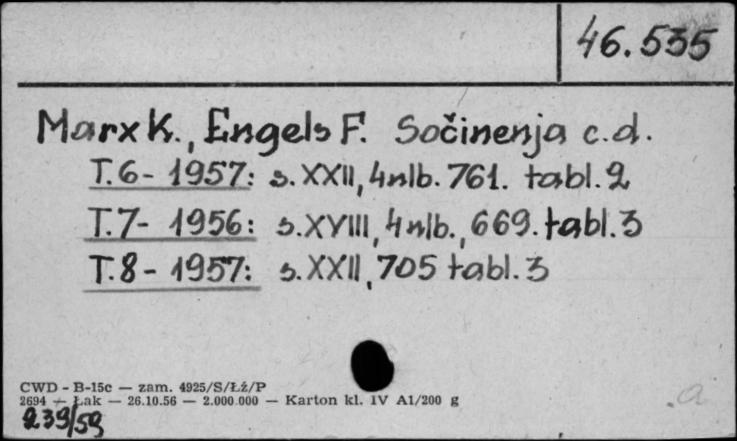 46.535
Marx K., Engels F. Sočinenja c.d.
T.6 - 1957: s. XXII, 4nlb. 761. tabl. 2
T.7 - 1956: s. XVIII, 4nlb., 669. tabl. 3
T.8 - 1957: s. XXII, 705 tabl. 3
CWD - B-15c — zam. 4925/S/Łź/P
2694 — Łak — 26.10.56 — 2.000.000 — Karton kl. IV A1/200 g
239/59
a